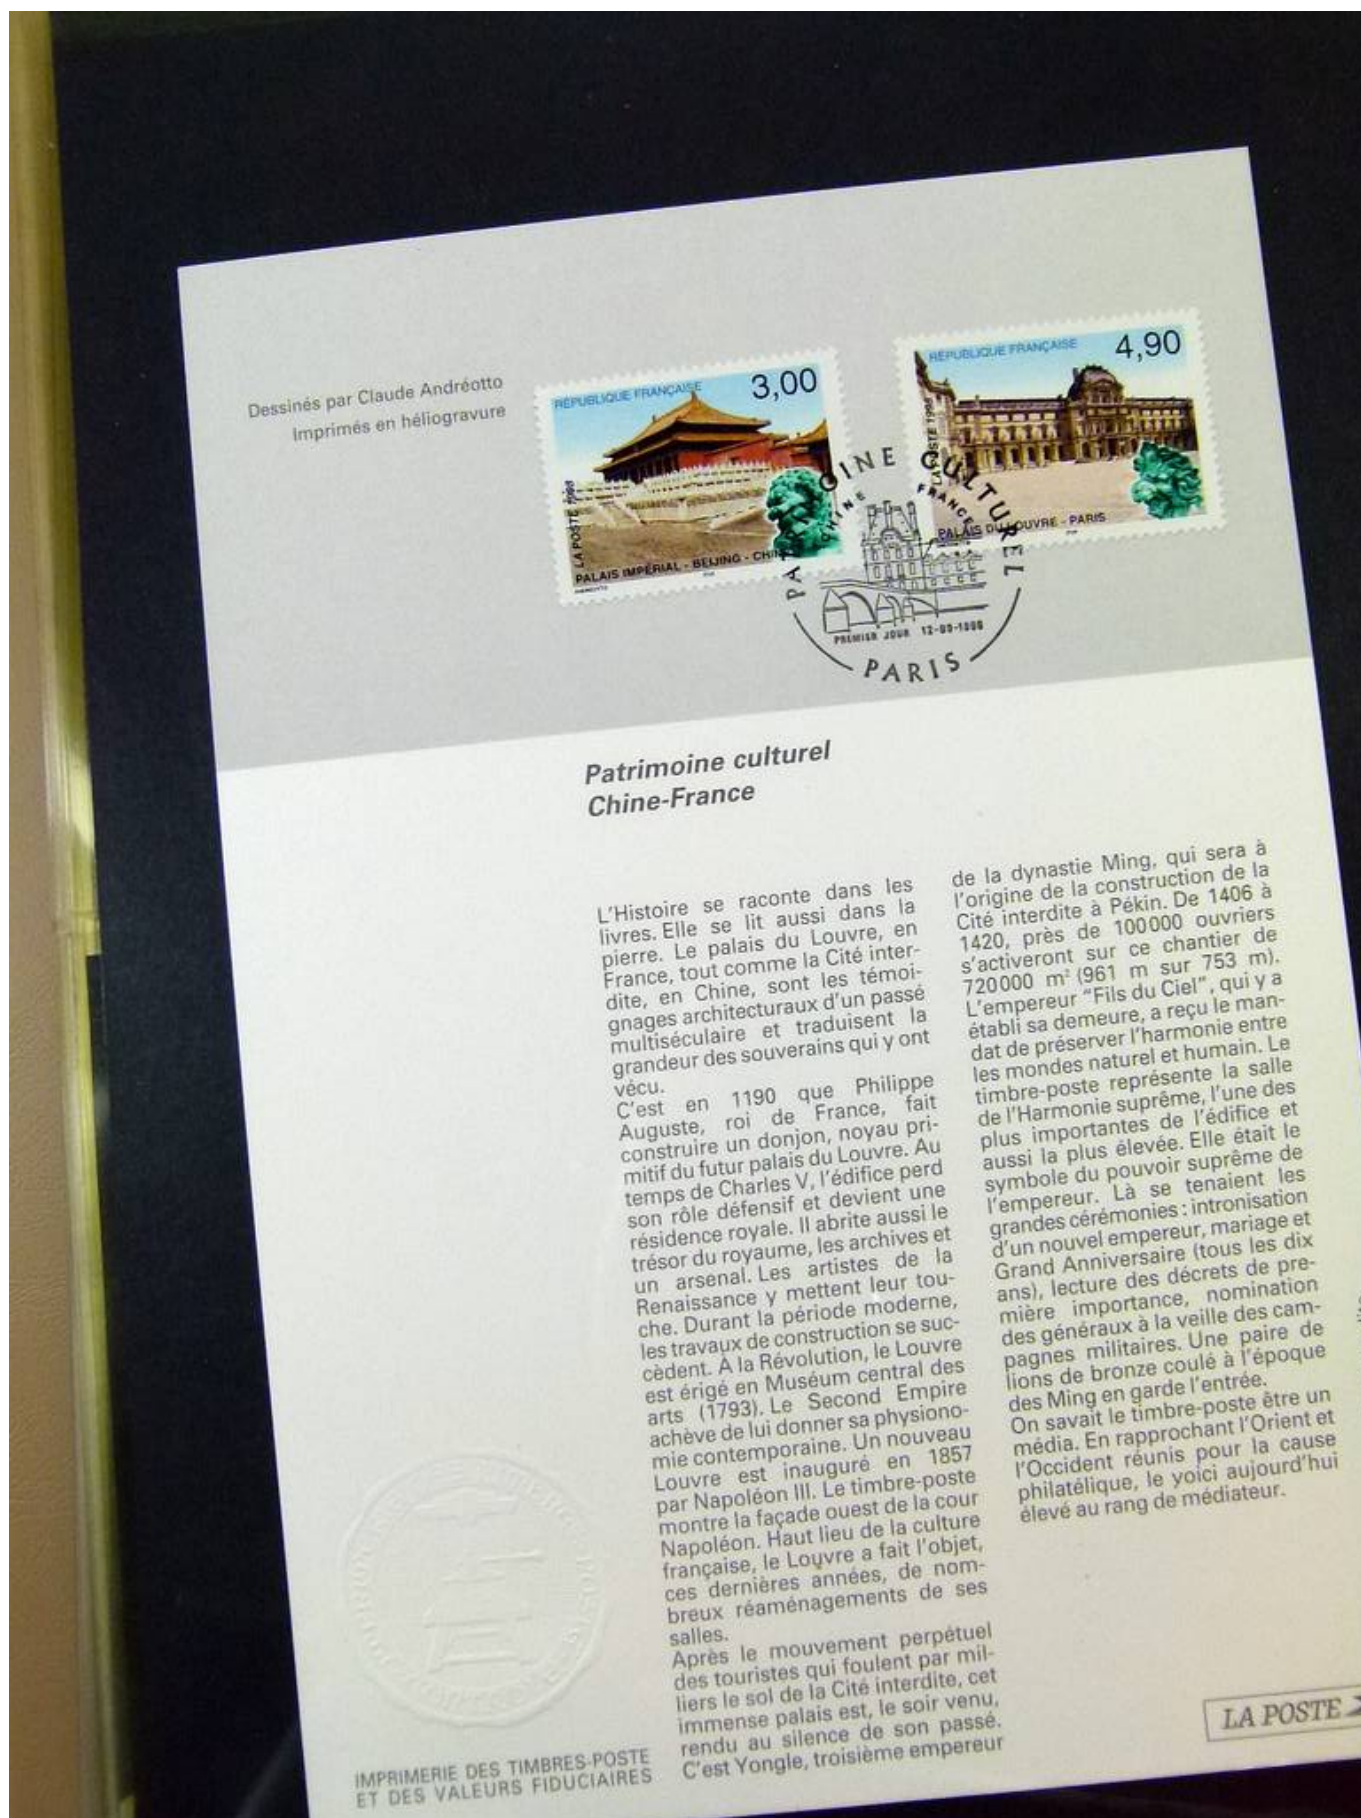 Dessinés par Claude Andréotto
Imprimés en héliogravure
RÉPUBLIQUE FRANÇAISE
3,00
LA POSTE 1998
PALAIS IMPÉRIAL - BEIJING - CHINE
RÉPUBLIQUE FRANÇAISE
4,90
LA POSTE 1998
PALAIS DU LOUVRE - PARIS
PATRIMOINE CULTUREL
CHINE
FRANCE
PREMIER JOUR 12-09-1998
PARIS
Patrimoine culturel
Chine-France
L'Histoire se raconte dans les
livres. Elle se lit aussi dans la
pierre. Le palais du Louvre, en
France, tout comme la Cité inter-
dite, en Chine, sont les témoi-
gnages architecturaux d'un passé
multiséculaire et traduisent la
grandeur des souverains qui y ont
vécu.
C'est en 1190 que Philippe
Auguste, roi de France, fait
construire un donjon, noyau pri-
mitif du futur palais du Louvre. Au
temps de Charles V, l'édifice perd
son rôle défensif et devient une
résidence royale. Il abrite aussi le
trésor du royaume, les archives et
un arsenal. Les artistes de la
Renaissance y mettent leur tou-
che. Durant la période moderne,
les travaux de construction se suc-
cèdent. À la Révolution, le Louvre
est érigé en Muséum central des
arts (1793). Le Second Empire
achève de lui donner sa physiono-
mie contemporaine. Un nouveau
Louvre est inauguré en 1857
par Napoléon III. Le timbre-poste
montre la façade ouest de la cour
Napoléon. Haut lieu de la culture
française, le Louvre a fait l'objet,
ces dernières années, de nom-
breux réaménagements de ses
salles.
Après le mouvement perpétuel
des touristes qui foulent par mil-
liers le sol de la Cité interdite, cet
immense palais est, le soir venu,
rendu au silence de son passé.
C'est Yongle, troisième empereur
de la dynastie Ming, qui sera à
l'origine de la construction de la
Cité interdite à Pékin. De 1406 à
1420, près de 100000 ouvriers
s'activeront sur ce chantier de
720000 m² (961 m sur 753 m).
L'empereur "Fils du Ciel", qui y a
établi sa demeure, a reçu le man-
dat de préserver l'harmonie entre
les mondes naturel et humain. Le
timbre-poste représente la salle
de l'Harmonie suprême, l'une des
plus importantes de l'édifice et
aussi la plus élevée. Elle était le
symbole du pouvoir suprême de
l'empereur. Là se tenaient les
grandes cérémonies : intronisation
d'un nouvel empereur, mariage et
Grand Anniversaire (tous les dix
ans), lecture des décrets de pre-
mière importance, nomination
des généraux à la veille des cam-
pagnes militaires. Une paire de
lions de bronze coulé à l'époque
des Ming en garde l'entrée.
On savait le timbre-poste être un
média. En rapprochant l'Orient et
l'Occident réunis pour la cause
philatélique, le voici aujourd'hui
élevé au rang de médiateur.
IMPRIMERIE DES TIMBRES-POSTE
ET DES VALEURS FIDUCIAIRES
LA POSTE